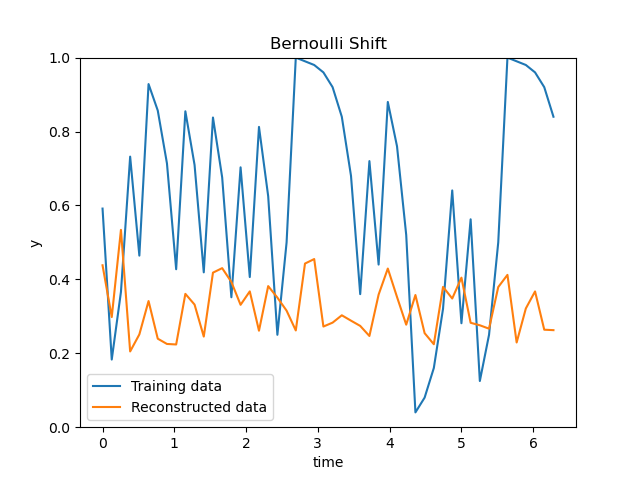 Bernoulli Shift
y
1.0
0.8
0.6
0.4
0.2
0.0
Training data
Reconstructed data
0 1 2 3 4 5 6
time